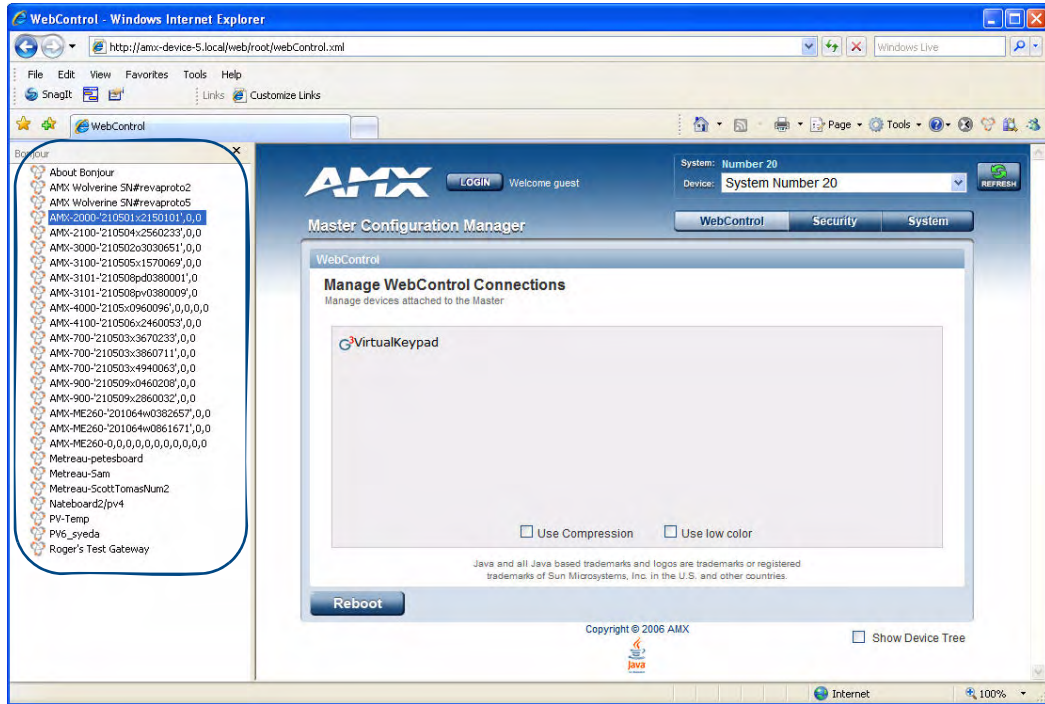 WebControl - Windows Internet Explorer
http://amx-device-5.local/web/root/webControl.xml
Windows Live
File Edit View Favorites Tools Help
SnagIt
Links Customize Links
WebControl
Page Tools
Bonjour
About Bonjour
AMX Wolverine SN#revaproto2
AMX Wolverine SN#revaproto5
AMX-2000-'210501x2150101',0,0
AMX-2100-'210504x2560233',0,0
AMX-3000-'210502o3030651',0,0
AMX-3100-'210505x1570069',0,0
AMX-3101-'210508pd0380001',0
AMX-3101-'210508pv0380009',0
AMX-4000-'2105x0960096',0,0,0,0
AMX-4100-'210506x2460053',0,0
AMX-700-'210503x3670233',0,0
AMX-700-'210503x3860711',0,0
AMX-700-'210503x4940063',0,0
AMX-900-'210509x0460208',0,0
AMX-900-'210509x2860032',0,0
AMX-ME260-'201064w0382657',0,0
AMX-ME260-'201064w0861671',0,0
AMX-ME260-0,0,0,0,0,0,0,0,0,0,0
Metreau-petesboard
Metreau-Sam
Metreau-ScottTomasNum2
Nateboard2/pv4
PV-Temp
PV6_syeda
Roger's Test Gateway
AMX
LOGIN Welcome guest
System: Number 20
Device: System Number 20
REFRESH
Master Configuration Manager
WebControl Security System
WebControl
Manage WebControl Connections
Manage devices attached to the Master
G3VirtualKeypad
Use Compression Use low color
Java and all Java based trademarks and logos are trademarks or registered
trademarks of Sun Microsystems, Inc. in the U.S. and other countries.
Reboot
Copyright © 2006 AMX
Java
Show Device Tree
Internet
100%